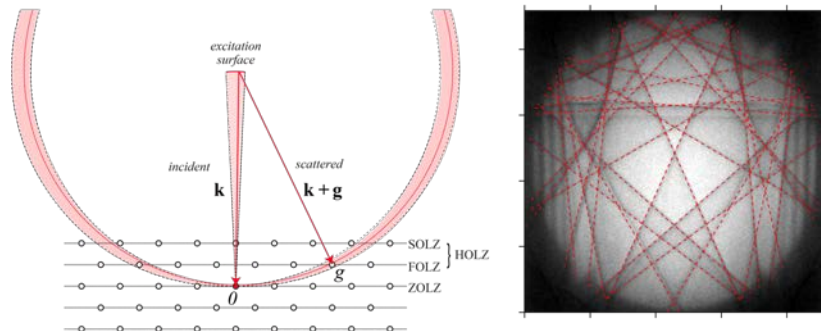 excitation
surface
incident
scattered
k
k + g
SOLZ
HOLZ
FOLZ
g
ZOLZ
0